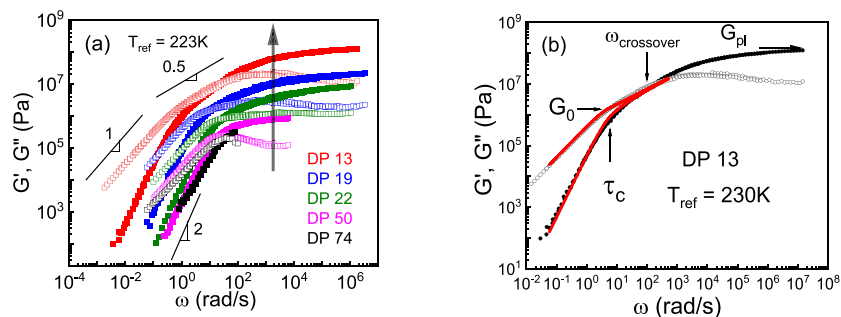 (a)
T_ref = 223K
0.5
1
2
DP 13
DP 19
DP 22
DP 50
DP 74
10^9
10^7
10^5
10^3
G', G" (Pa)
10^-4 10^-2 10^0 10^2 10^4 10^6
ω (rad/s)
(b)
ω_crossover
G_pl
G_0
τ_c
DP 13
T_ref = 230K
10^9
10^7
10^5
10^3
10^1
G', G" (Pa)
10^-2 10^-1 10^0 10^1 10^2 10^3 10^4 10^5 10^6 10^7 10^8
ω (rad/s)